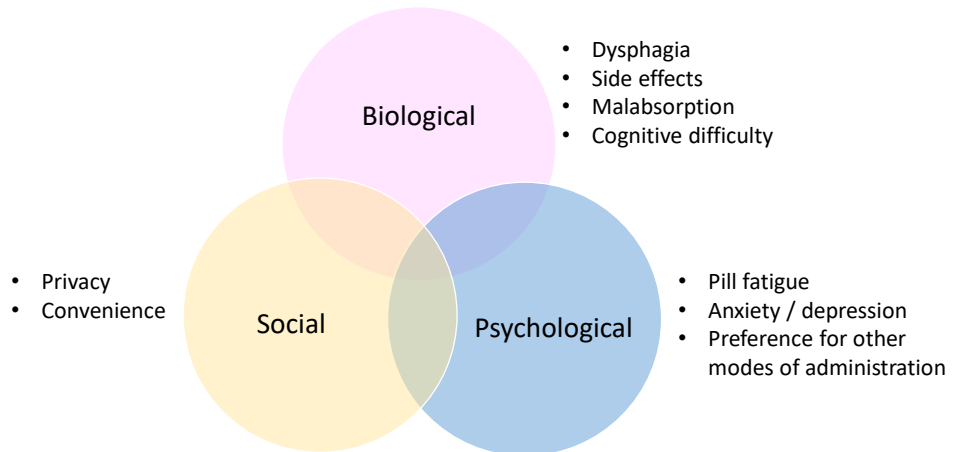 Biological
• Dysphagia
• Side effects
• Malabsorption
• Cognitive difficulty
• Privacy
• Convenience
Social
Psychological
• Pill fatigue
• Anxiety / depression
• Preference for other
modes of administration